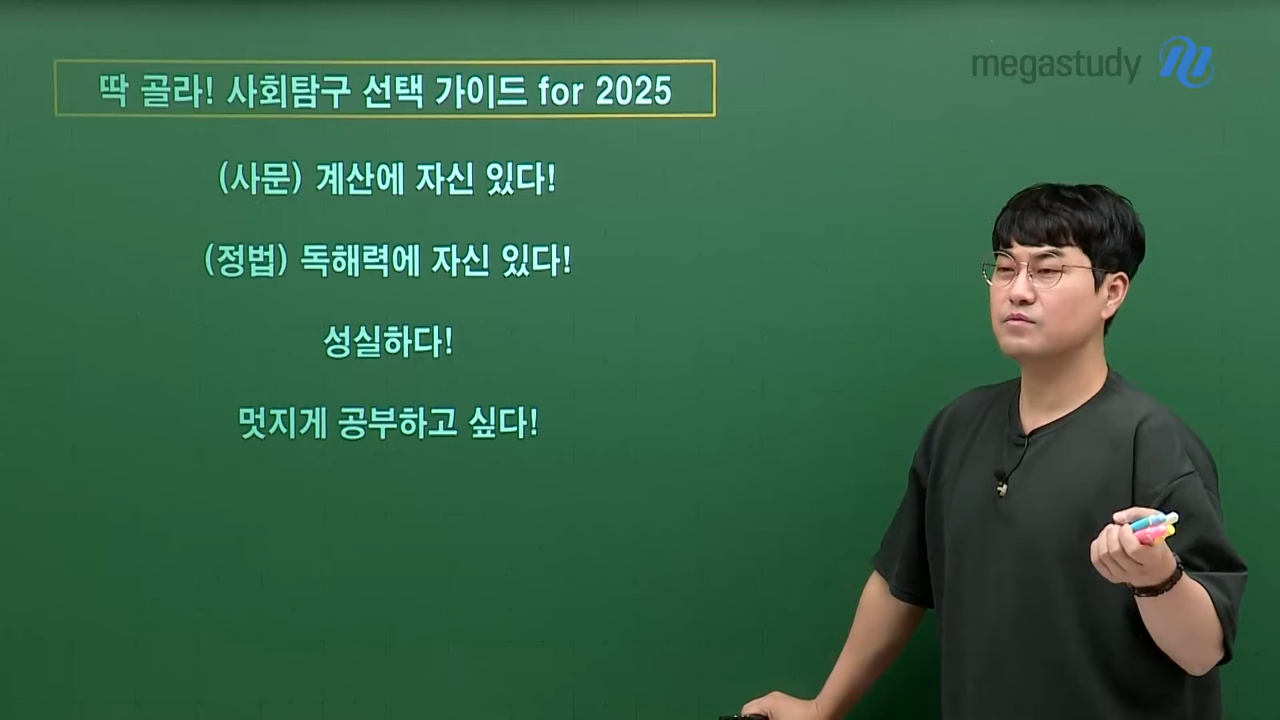 megastudy
딱 골라! 사회탐구 선택 가이드 for 2025
(사문) 계산에 자신 있다!
(정법) 독해력에 자신 있다!
성실하다!
멋지게 공부하고 싶다!